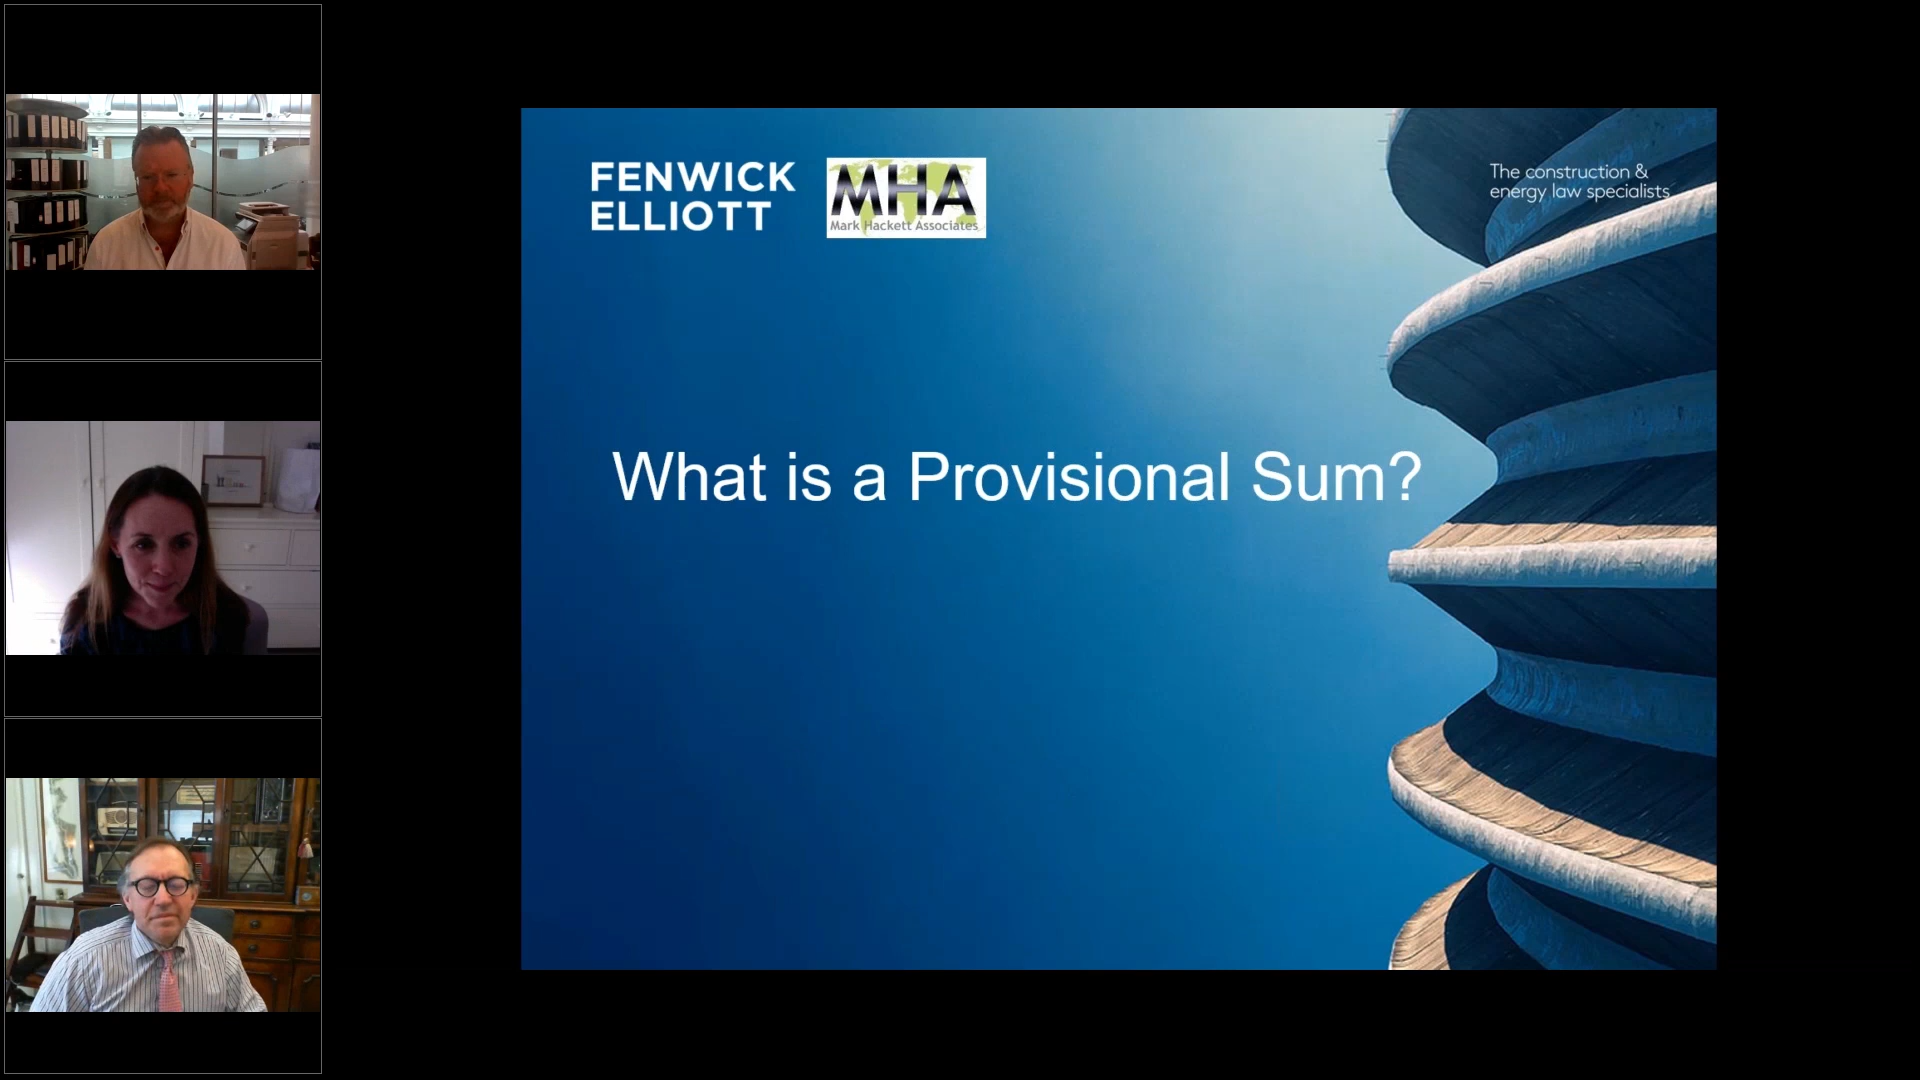 FENWICK
ELLIOTT
MHA
Mark Hackett Associates
The construction &
energy law specialists
What is a Provisional Sum?